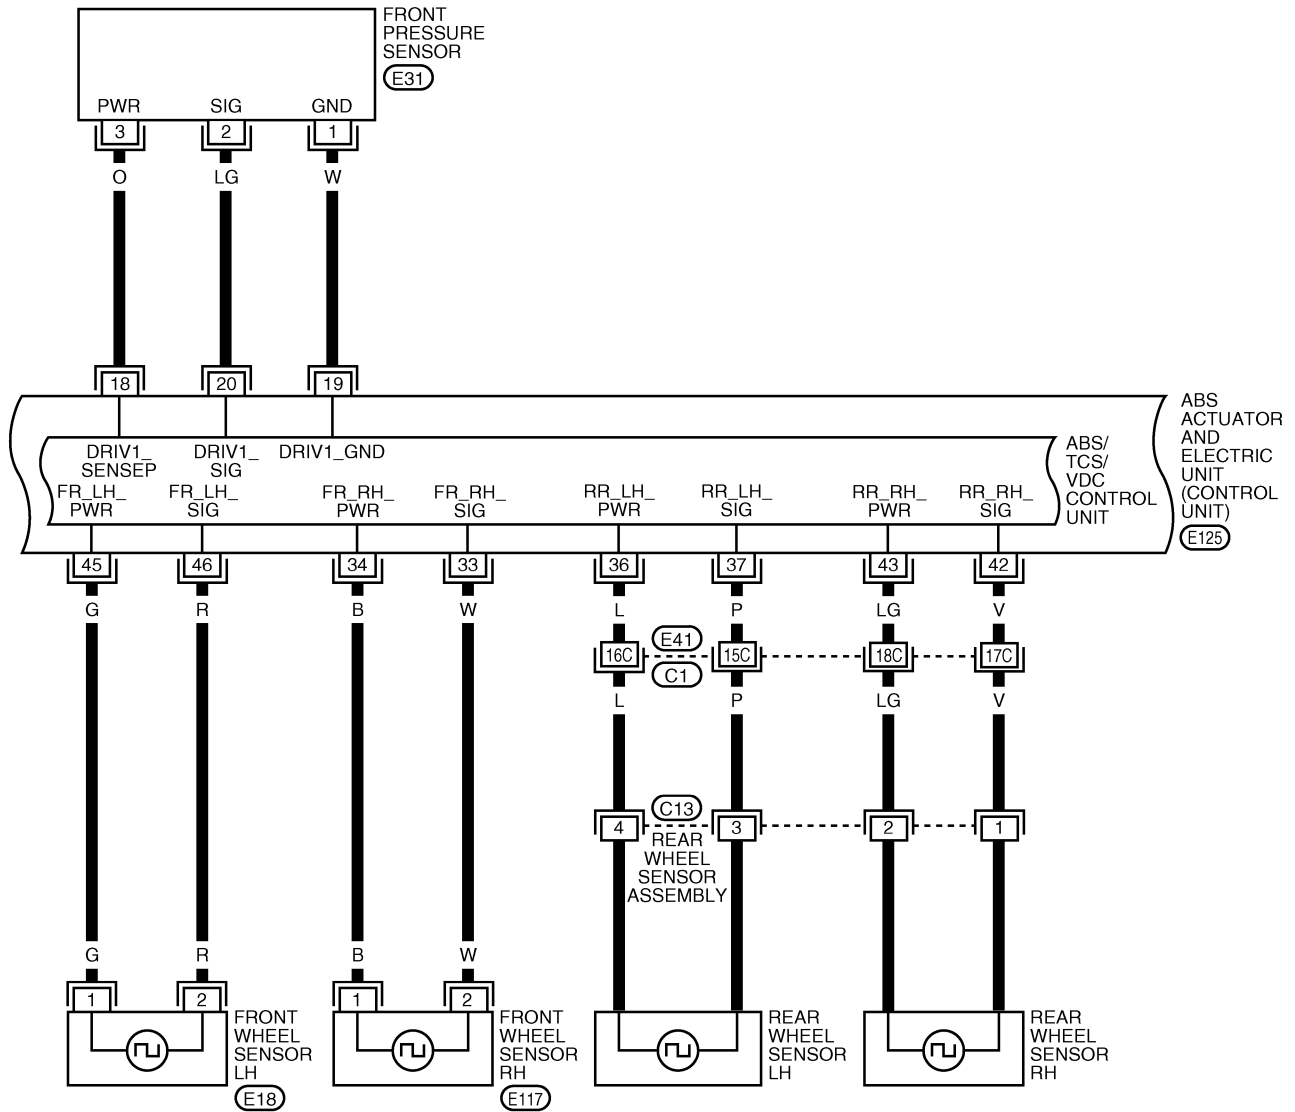 FRONT
PRESSURE
SENSOR
E31
PWR SIG GND
3 2 1
O LG W
18 20 19
ABS
ACTUATOR
AND
ELECTRIC
UNIT
(CONTROL
UNIT)
E125
ABS/
TCS/
VDC
CONTROL
UNIT
DRIV1_
SENSEP
DRIV1_
SIG
DRIV1_GND
FR_LH_
PWR
FR_LH_
SIG
FR_RH_
PWR
FR_RH_
SIG
RR_LH_
PWR
RR_LH_
SIG
RR_RH_
PWR
RR_RH_
SIG
45 46 34 33 36 37 43 42
G R B W L P LG V
E41
16C 15C 18C 17C
C1
L P LG V
C13
4 3 2 1
REAR
WHEEL
SENSOR
ASSEMBLY
G R B W
1 2 1 2
FRONT
WHEEL
SENSOR
LH
E18
FRONT
WHEEL
SENSOR
RH
E117
REAR
WHEEL
SENSOR
LH
REAR
WHEEL
SENSOR
RH